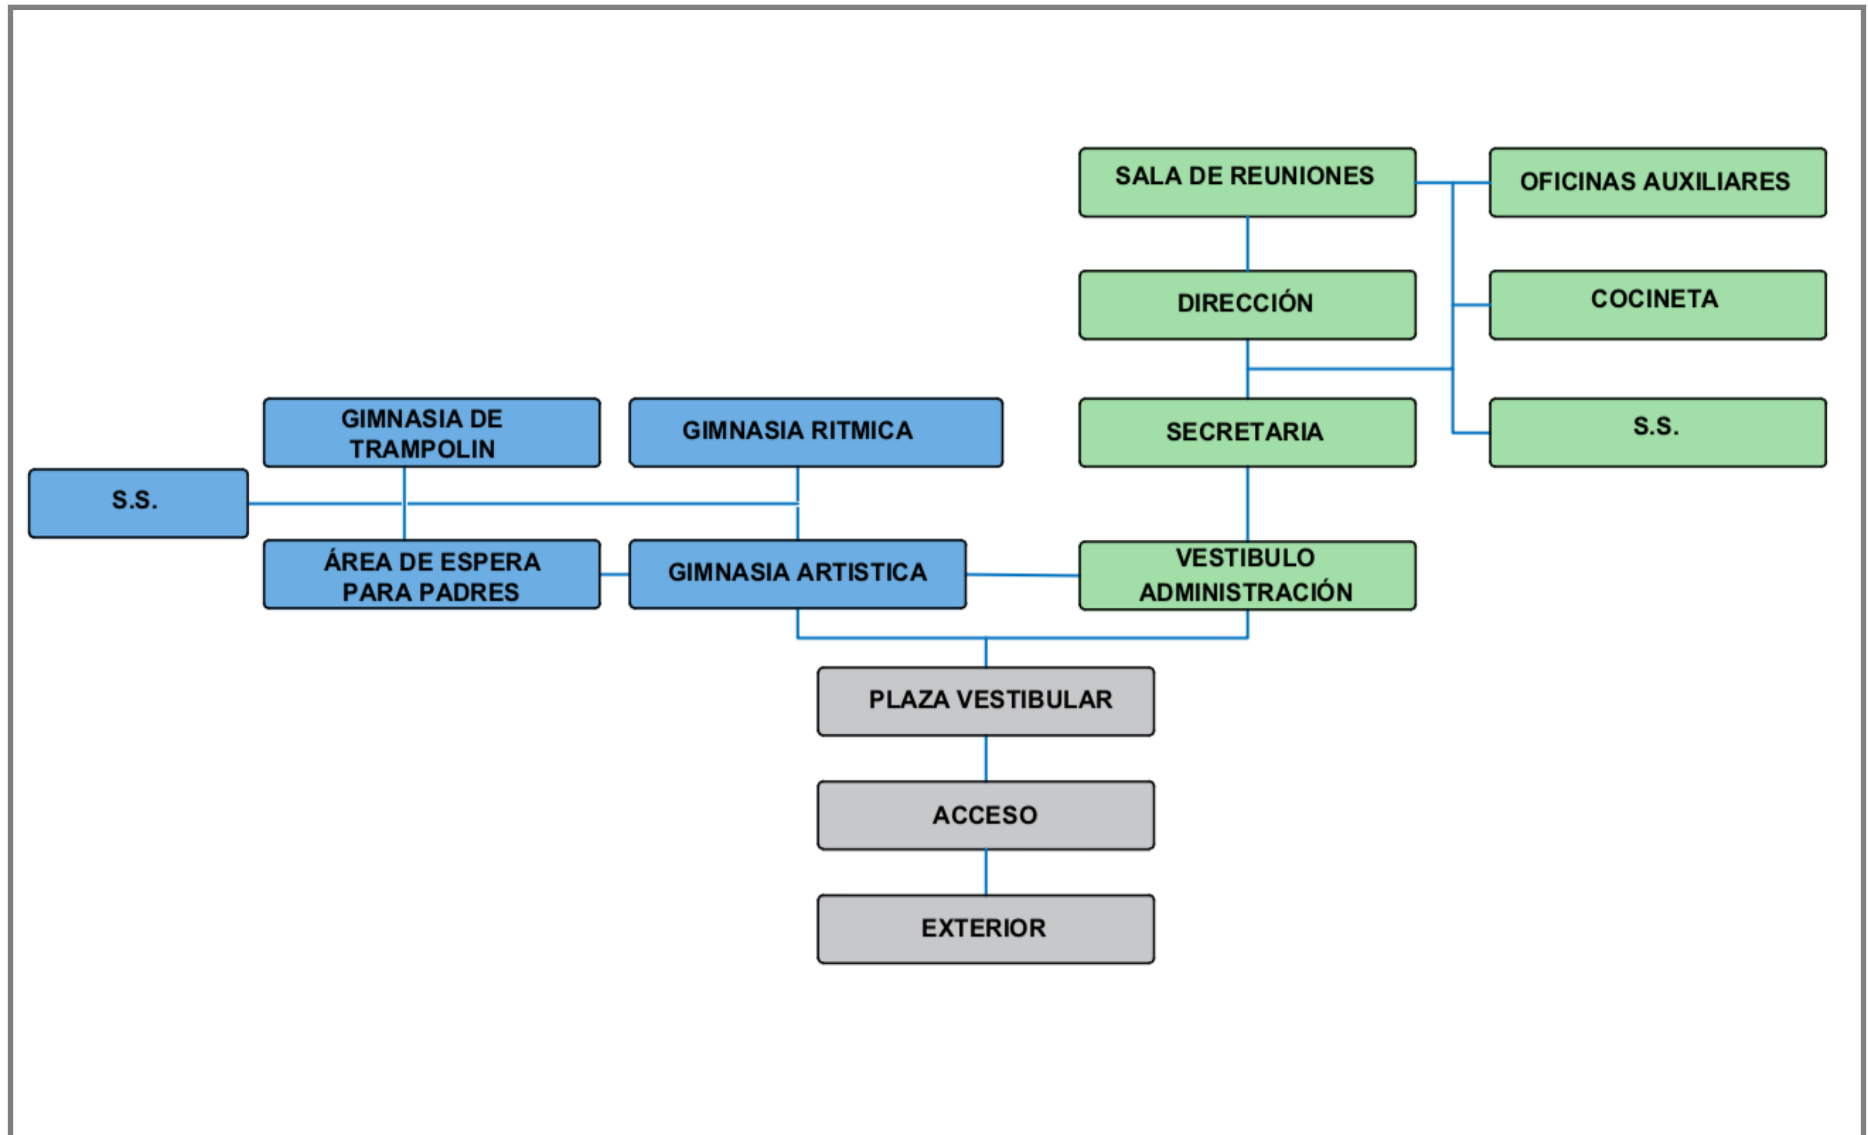 SALA DE REUNIONES
OFICINAS AUXILIARES
DIRECCIÓN
COCINETA
GIMNASIA DE
TRAMPOLIN
GIMNASIA RITMICA
SECRETARIA
S.S.
S.S.
ÁREA DE ESPERA
PARA PADRES
GIMNASIA ARTISTICA
VESTIBULO
ADMINISTRACIÓN
PLAZA VESTIBULAR
ACCESO
EXTERIOR